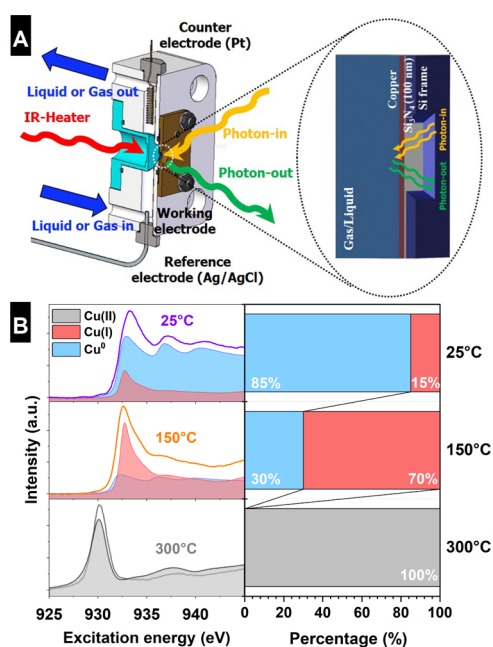 A
Counter
electrode (Pt)
Liquid or Gas out
IR-Heater
Photon-in
Photon-out
Liquid or Gas in
Working
electrode
Reference
electrode (Ag/AgCl)
Gas/Liquid
Copper
Si₃N₄ (100 nm)
Si frame
Photon-in
Photon-out
B
Cu(II)
Cu(I)
Cu⁰
25°C
150°C
300°C
Intensity (a.u.)
925 930 935 940
Excitation energy (eV)
85% 15%
25°C
30% 70%
150°C
100%
300°C
0 20 40 60 80 100
Percentage (%)